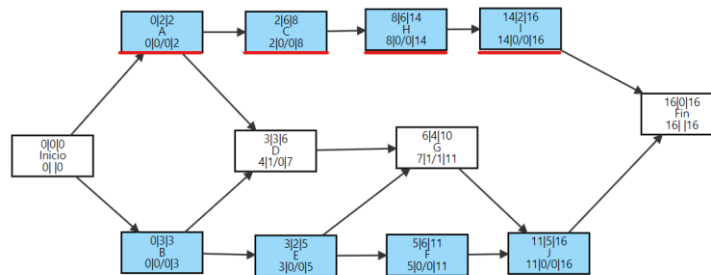 0|2|2
A
0|0/0|2
2|6|8
C
2|0/0|8
8|6|14
H
8|0/0|14
14|2|16
I
14|0/0|16
16|0|16
Fin
16| |16
0|0|0
Inicio
0| |0
3|3|6
D
4|1/0|7
6|4|10
G
7|1/1|11
0|3|3
B
0|0/0|3
3|2|5
E
3|0/0|5
5|6|11
F
5|0/0|11
11|5|16
J
11|0/0|16